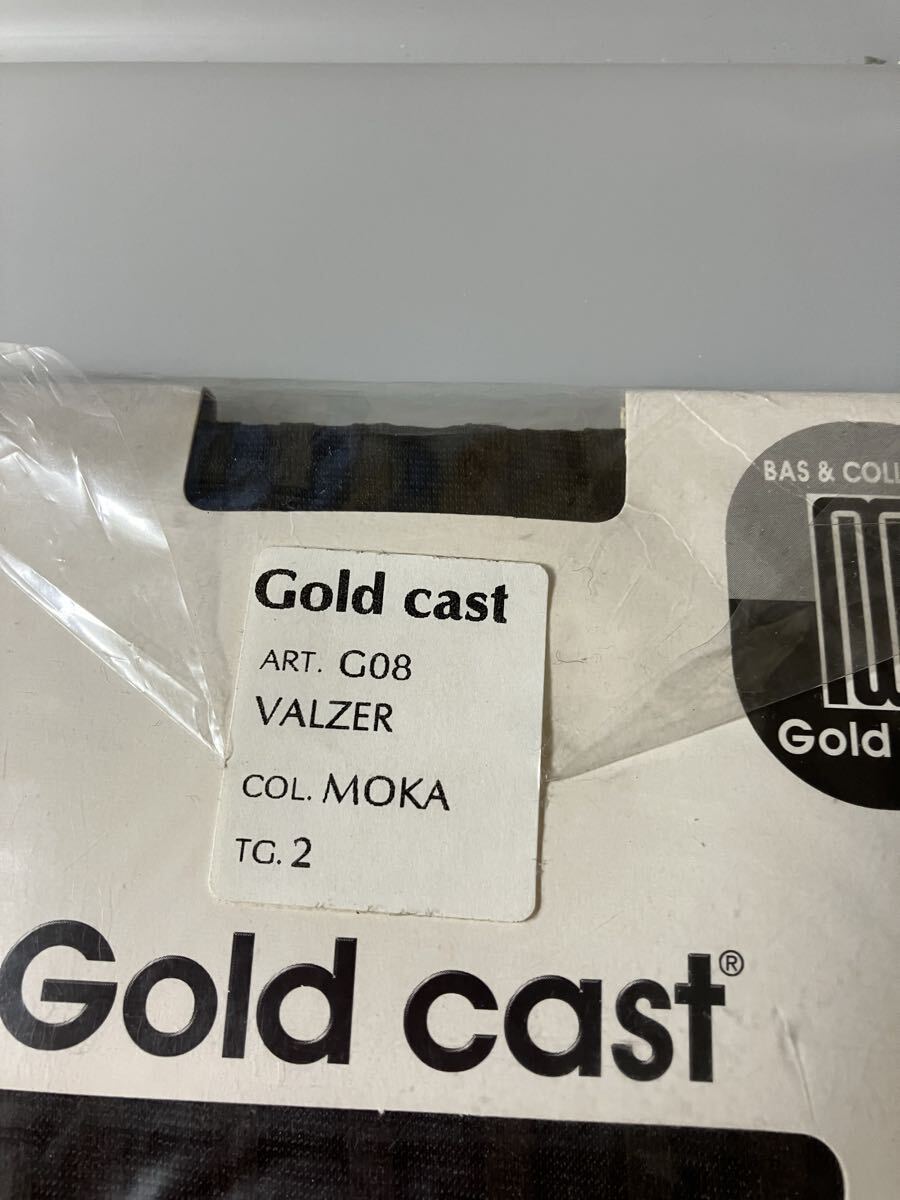 BAS & COLL
Gold
Gold cast
ART. G08
VALZER
COL. MOKA
TG. 2
Gold cast®